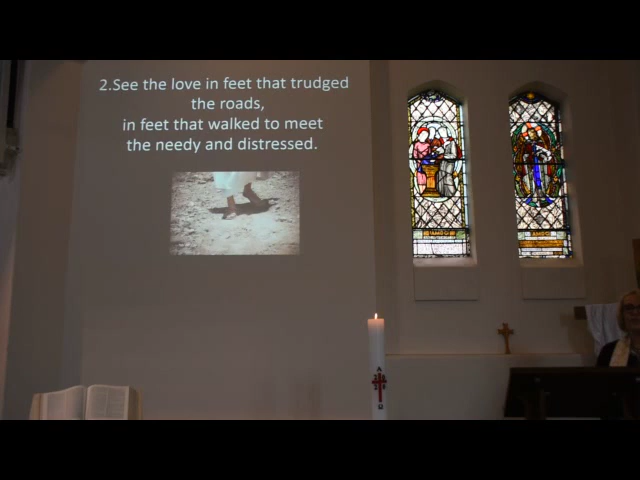 2.See the love in feet that trudged
the roads,
in feet that walked to meet
the needy and distressed.